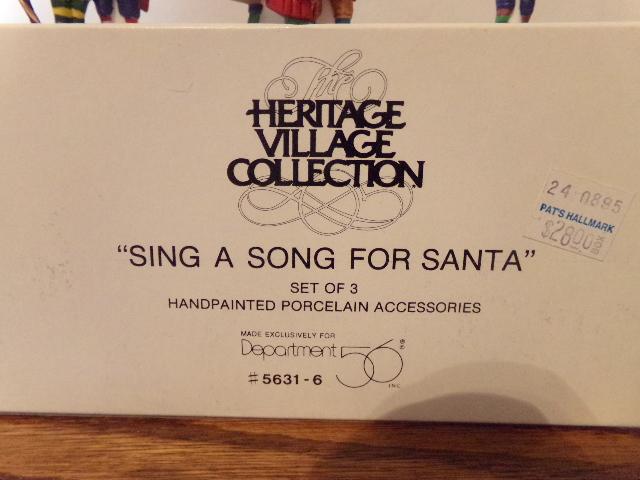 The
HERITAGE
VILLAGE
COLLECTION
24 0895
PAT'S HALLMARK
$28.00
"SING A SONG FOR SANTA"
SET OF 3
HANDPAINTED PORCELAIN ACCESSORIES
MADE EXCLUSIVELY FOR
Department 56 ®
INC
#5631-6